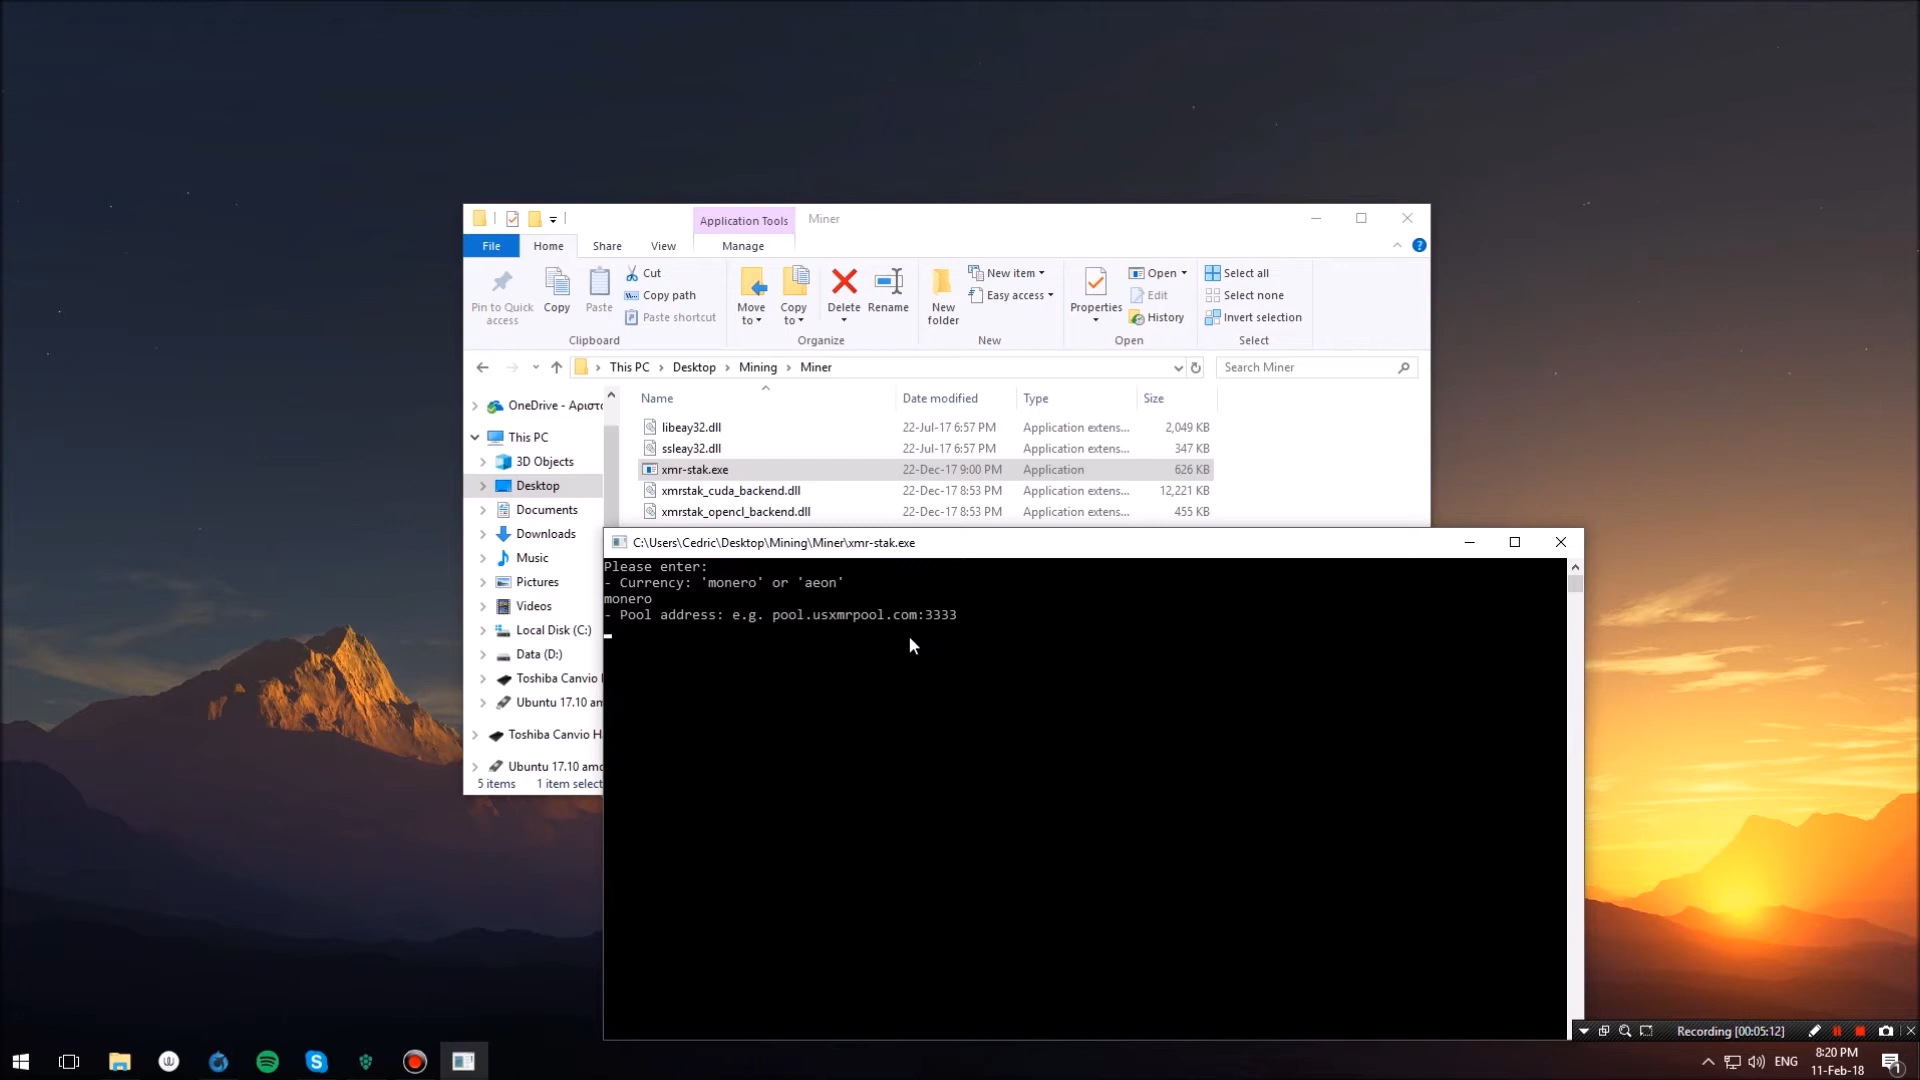 Application Tools
Miner
File
Home
Share
View
Manage
Pin to Quick access
Copy
Paste
Cut
Copy path
Paste shortcut
Clipboard
Move to
Copy to
Delete
Rename
Organize
New folder
New item
Easy access
New
Properties
Open
Edit
History
Open
Select all
Select none
Invert selection
Select
This PC > Desktop > Mining > Miner
Search Miner
Name Date modified Type Size
libeay32.dll 22-Jul-17 6:57 PM Application extens... 2,049 KB
ssleay32.dll 22-Jul-17 6:57 PM Application extens... 347 KB
xmr-stak.exe 22-Dec-17 9:00 PM Application 626 KB
xmrstak_cuda_backend.dll 22-Dec-17 8:53 PM Application extens... 12,221 KB
xmrstak_opencl_backend.dll 22-Dec-17 8:53 PM Application extens... 455 KB
OneDrive - Αριστο
This PC
3D Objects
Desktop
Documents
Downloads
Music
Pictures
Videos
Local Disk (C:)
Data (D:)
Toshiba Canvio
Ubuntu 17.10 am
Toshiba Canvio H
Ubuntu 17.10 amd
5 items 1 item select
C:\Users\Cedric\Desktop\Mining\Miner\xmr-stak.exe
Please enter:
- Currency: 'monero' or 'aeon'
monero
- Pool address: e.g. pool.usxmrpool.com:3333
Recording [00:05:12]
ENG
8:20 PM
11-Feb-18
1